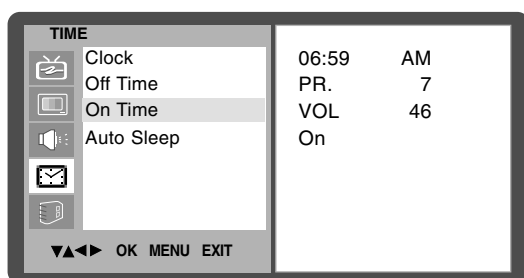 TIME
Clock
Off Time
On Time
Auto Sleep
06:59 AM
PR. 7
VOL 46
On
▼▲◀▶ OK MENU EXIT